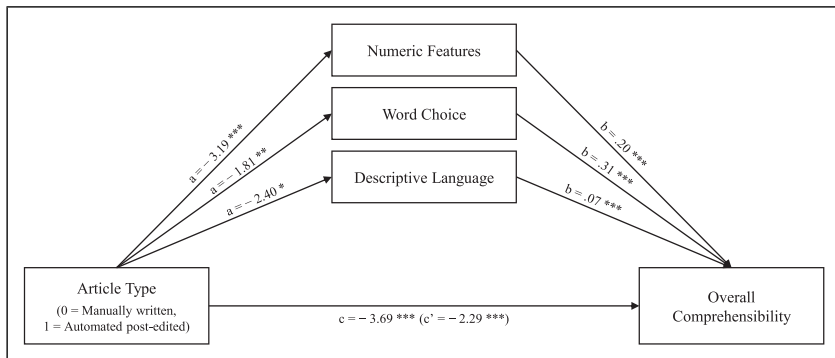 Numeric Features
Word Choice
Descriptive Language
a = − 3.19 ***
a = − 1.81 **
a = − 2.40 *
b = .20 ***
b = .31 ***
b = .07 ***
Article Type
(0 = Manually written,
1 = Automated post-edited)
Overall
Comprehensibility
c = − 3.69 *** (c’ = − 2.29 ***)